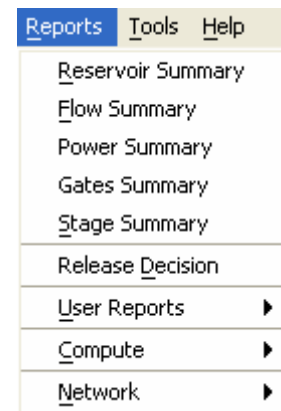 Reports Tools Help
Reservoir Summary
Flow Summary
Power Summary
Gates Summary
Stage Summary
Release Decision
User Reports
Compute
Network